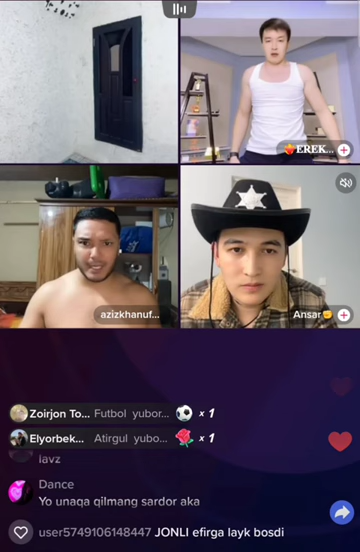 ❤️‍🔥EREK...
azizkhanuf...
Ansar✊
Zoirjon To... Futbol yubor... ⚽ x 1
Elyorbek... Atirgul yubo... 🌹 x 1
lavz
Dance
Yo unaqa qilmang sardor aka
user5749106148447 JONLI efirga layk bosdi